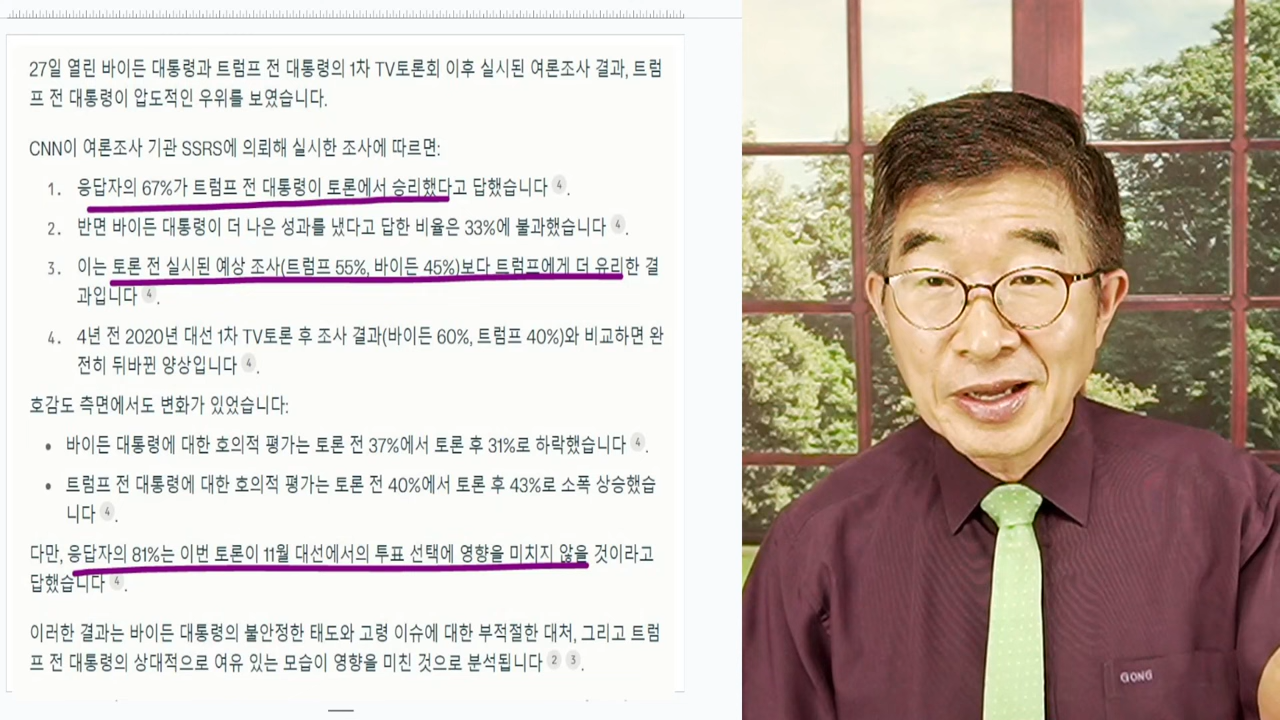 27일 열린 바이든 대통령과 트럼프 전 대통령의 1차 TV토론회 이후 실시된 여론조사 결과, 트럼
프 전 대통령이 압도적인 우위를 보였습니다.
CNN이 여론조사 기관 SSRS에 의뢰해 실시한 조사에 따르면:
1. 응답자의 67%가 트럼프 전 대통령이 토론에서 승리했다고 답했습니다 4.
2. 반면 바이든 대통령이 더 나은 성과를 냈다고 답한 비율은 33%에 불과했습니다 4.
3. 이는 토론 전 실시된 예상 조사(트럼프 55%, 바이든 45%)보다 트럼프에게 더 유리한 결
과입니다 4.
4. 4년 전 2020년 대선 1차 TV토론 후 조사 결과(바이든 60%, 트럼프 40%)와 비교하면 완
전히 뒤바뀐 양상입니다 4.
호감도 측면에서도 변화가 있었습니다:
• 바이든 대통령에 대한 호의적 평가는 토론 전 37%에서 토론 후 31%로 하락했습니다 4.
• 트럼프 전 대통령에 대한 호의적 평가는 토론 전 40%에서 토론 후 43%로 소폭 상승했습
니다 4.
다만, 응답자의 81%는 이번 토론이 11월 대선에서의 투표 선택에 영향을 미치지 않을 것이라고
답했습니다 4.
이러한 결과는 바이든 대통령의 불안정한 태도와 고령 이슈에 대한 부적절한 대처, 그리고 트럼
프 전 대통령의 상대적으로 여유 있는 모습이 영향을 미친 것으로 분석됩니다 2 3.
GONG